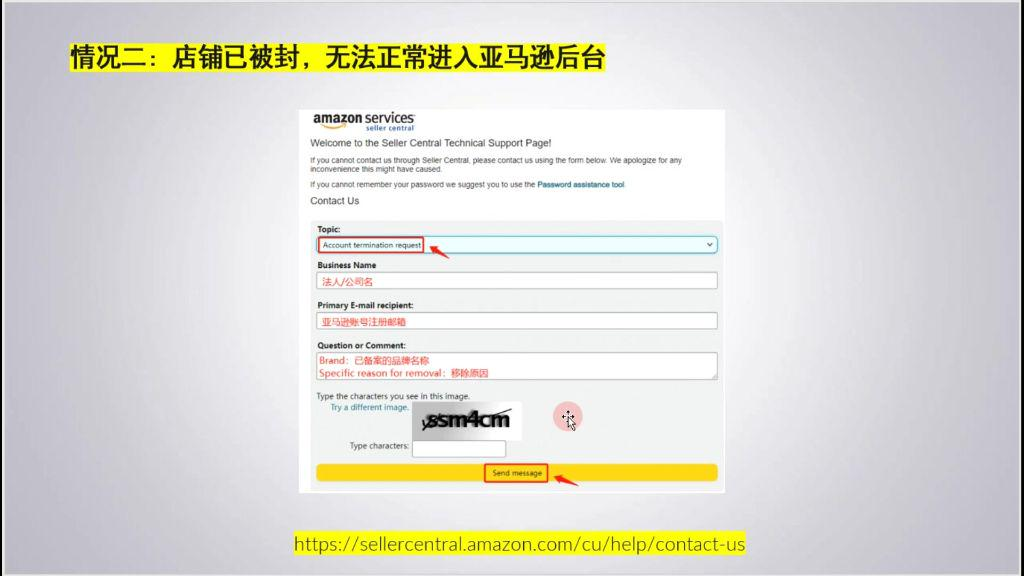 情况二：店铺已被封，无法正常进入亚马逊后台
amazon services
seller central
Welcome to the Seller Central Technical Support Page!
If you cannot contact us through Seller Central, please contact us using the form below. We apologize for any
inconvenience this might have caused.
If you cannot remember your password we suggest you to use the Password assistance tool.
Contact Us
Topic:
Account termination request
Business Name
法人/公司名
Primary E-mail recipient:
亚马逊账号注册邮箱
Question or Comment:
Brand：已备案的品牌名称
Specific reason for removal：移除原因
Type the characters you see in this image.
Try a different image.
ssm4cm
Type characters:
Send message
https://sellercentral.amazon.com/cu/help/contact-us